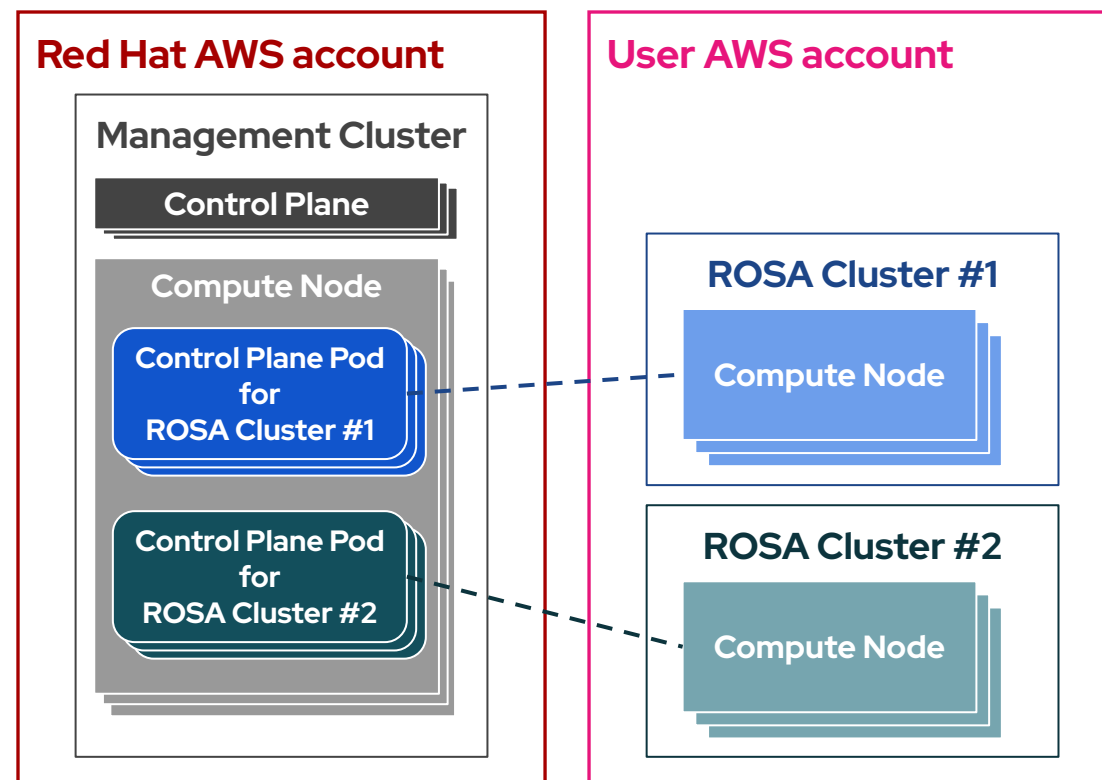 Red Hat AWS account
Management Cluster
Control Plane
Compute Node
Control Plane Pod
for
ROSA Cluster #1
Control Plane Pod
for
ROSA Cluster #2
User AWS account
ROSA Cluster #1
Compute Node
ROSA Cluster #2
Compute Node